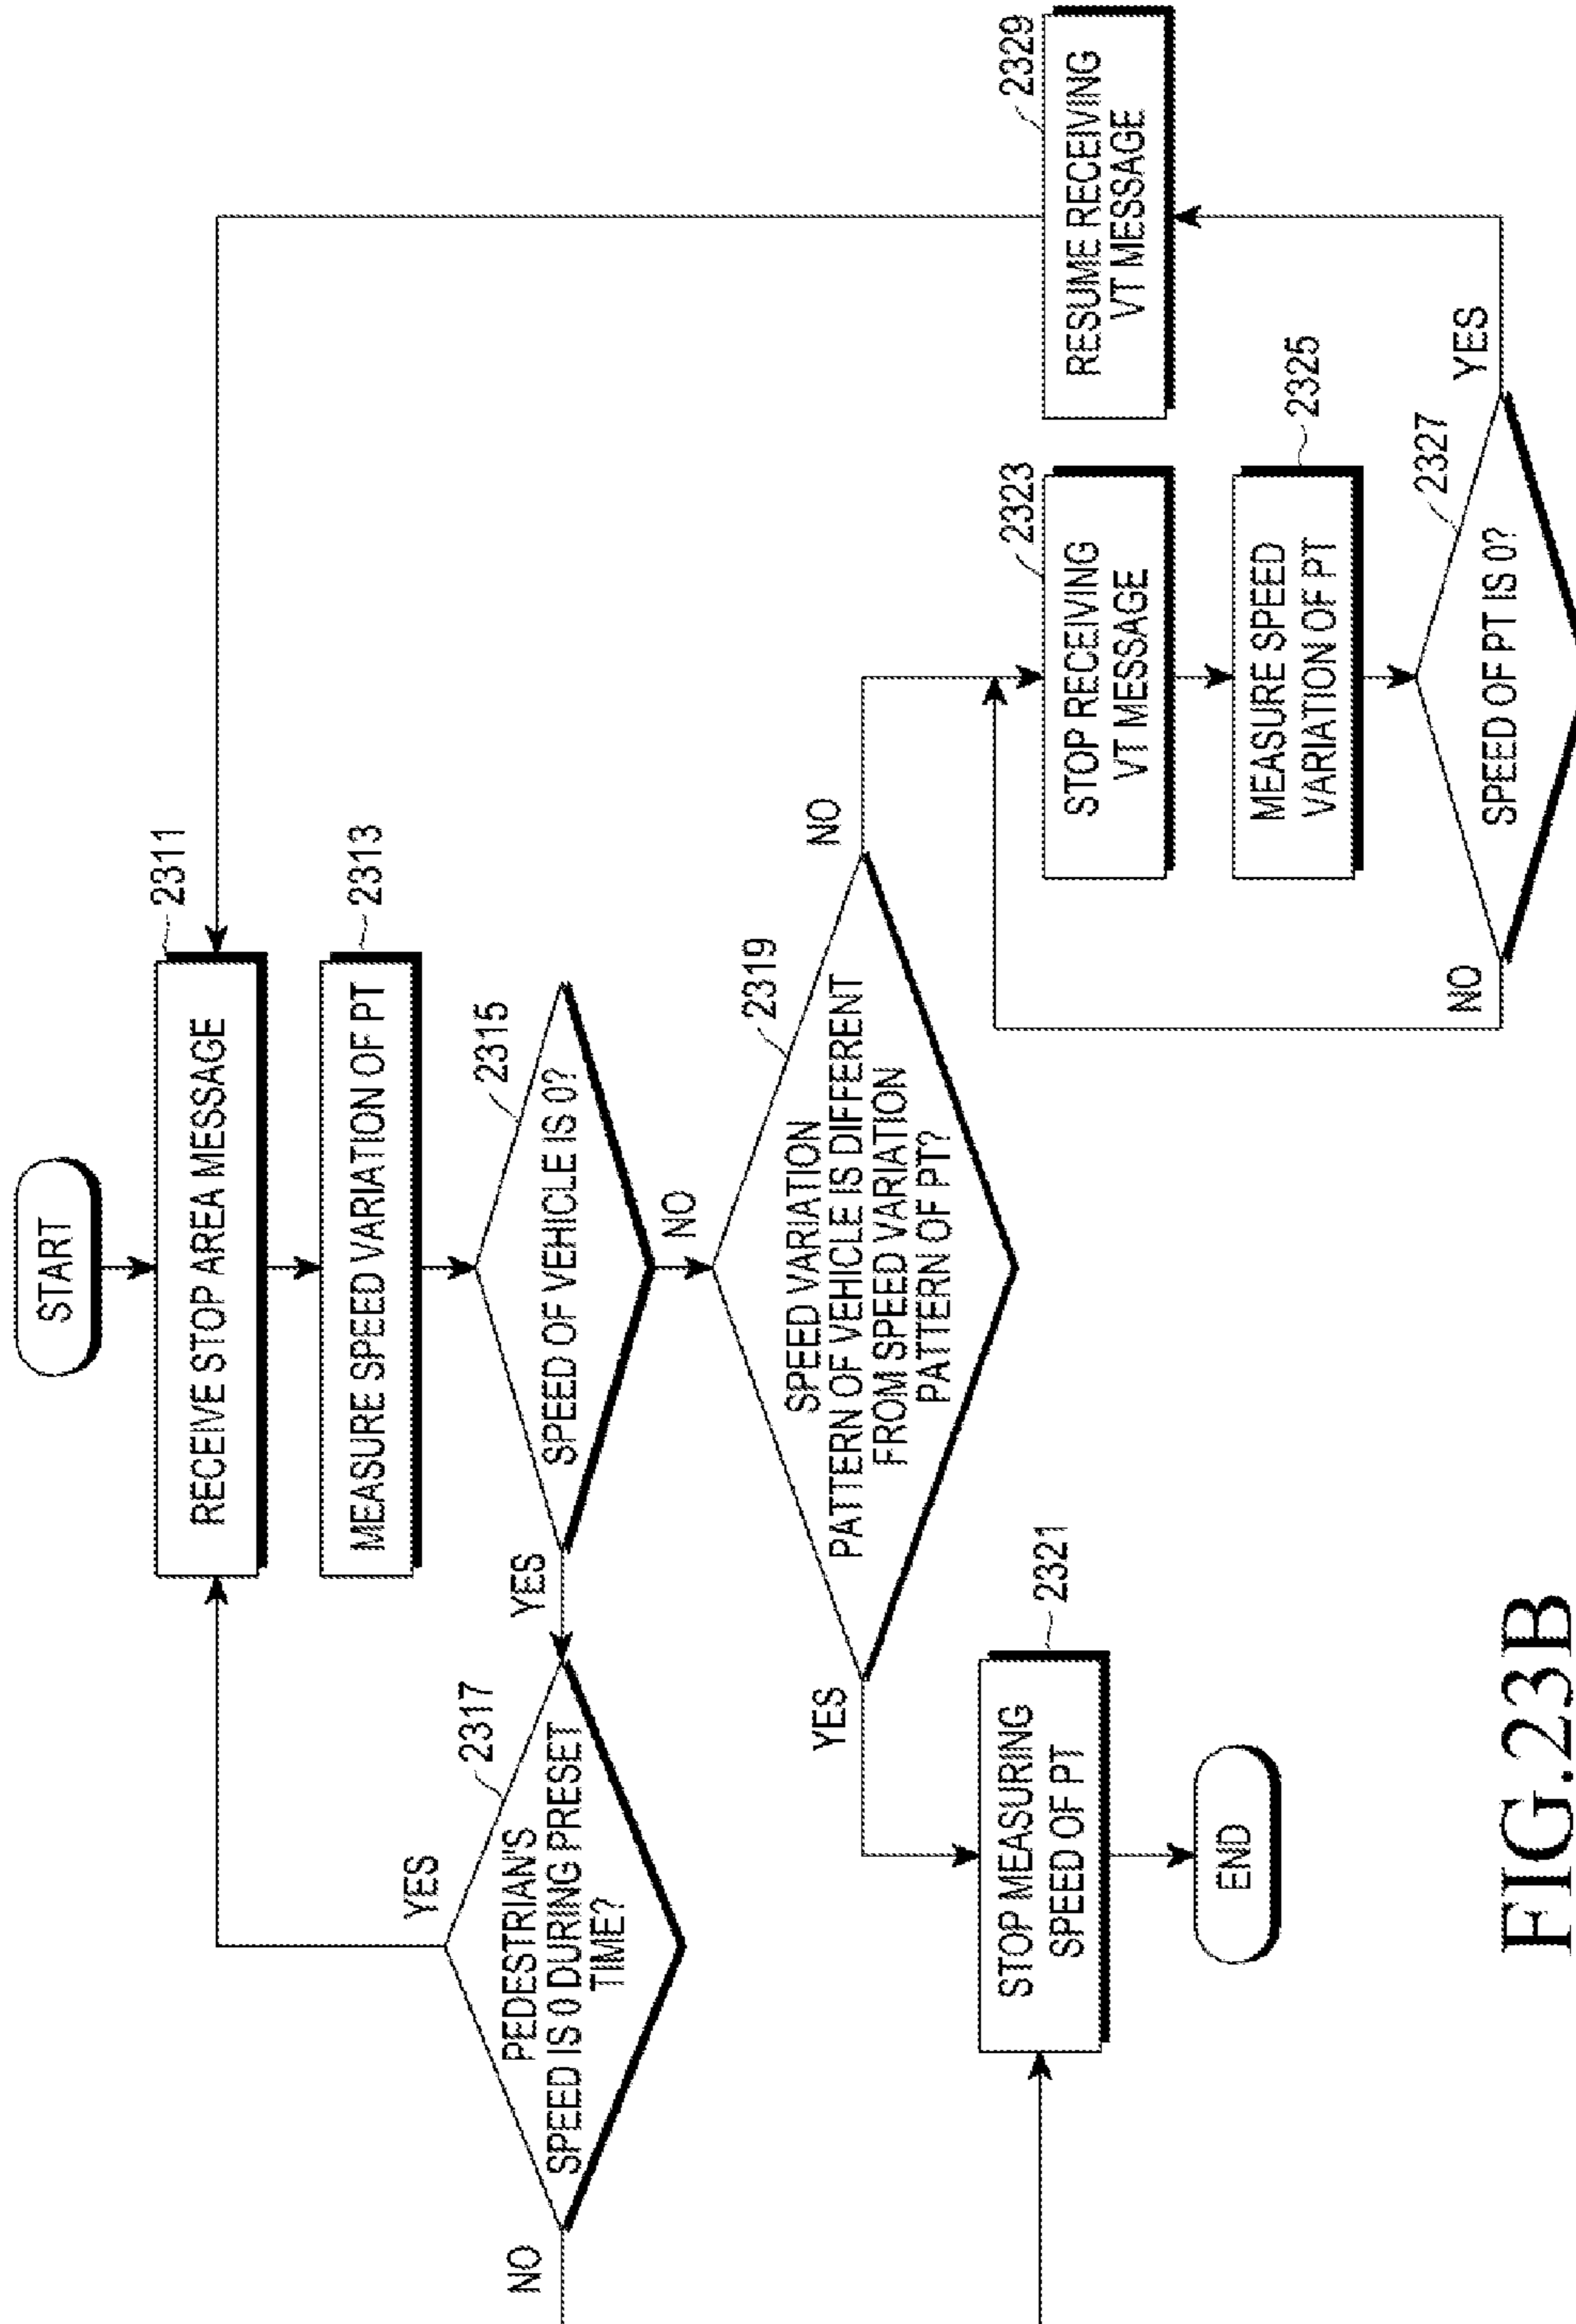 START
RECEIVE STOP AREA MESSAGE
2311
MEASURE SPEED VARIATION OF PT
2313
SPEED OF VEHICLE IS 0?
2315
YES
NO
PEDESTRIAN'S
SPEED IS 0 DURING PRESET
TIME?
2317
YES
NO
SPEED VARIATION
PATTERN OF VEHICLE IS DIFFERENT
FROM SPEED VARIATION
PATTERN OF PT?
2319
YES
NO
STOP MEASURING
SPEED OF PT
2321
END
STOP RECEIVING
VT MESSAGE
2323
MEASURE SPEED
VARIATION OF PT
2325
SPEED OF PT IS 0?
2327
NO
YES
RESUME RECEIVING
VT MESSAGE
2329
FIG.23B